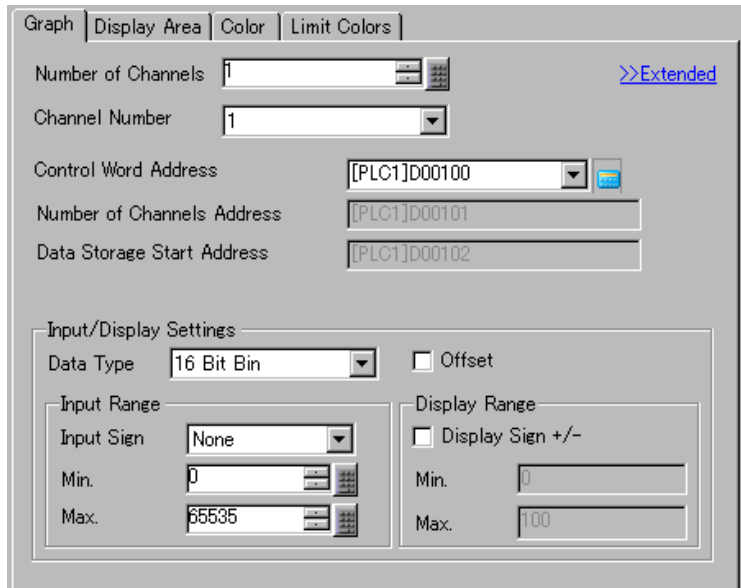 Graph Display Area Color Limit Colors
Number of Channels 1 >>Extended
Channel Number 1
Control Word Address [PLC1]D00100
Number of Channels Address [PLC1]D00101
Data Storage Start Address [PLC1]D00102
Input/Display Settings
Data Type 16 Bit Bin Offset
Input Range Display Range
Input Sign None Display Sign +/-
Min. 0 Min. 0
Max. 65535 Max. 100